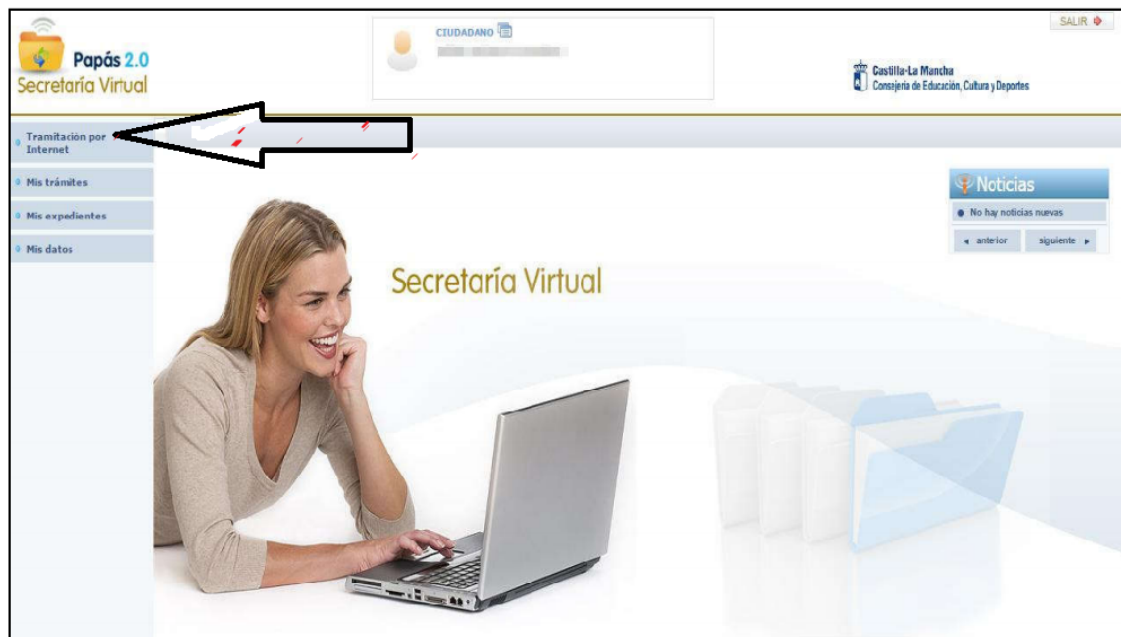 Papás 2.0
Secretaría Virtual
CIUDADANO
SALIR
Castilla-La Mancha
Consejería de Educación, Cultura y Deportes
Tramitación por
Internet
Mis trámites
Mis expedientes
Mis datos
Noticias
No hay noticias nuevas
anterior siguiente
Secretaría Virtual